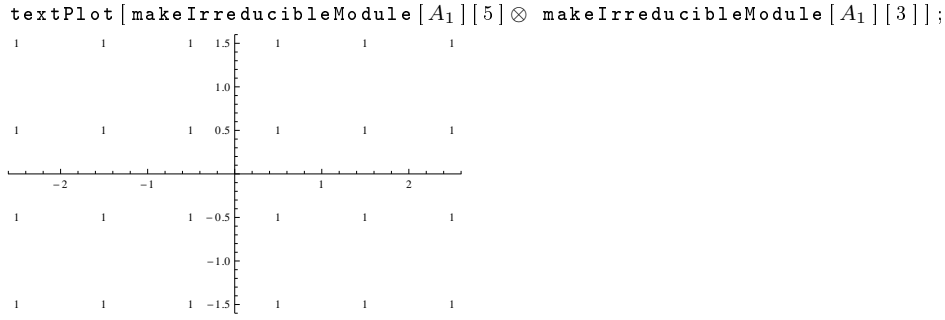 textPlot[makeIrreducibleModule[A₁][5]⊗ makeIrreducibleModule[A₁][3]];
1 1 1 1.5 1 1 1
1.0
1 1 1 0.5 1 1 1
−2 −1 1 2
1 1 1 −0.5 1 1 1
−1.0
1 1 1 −1.5 1 1 1